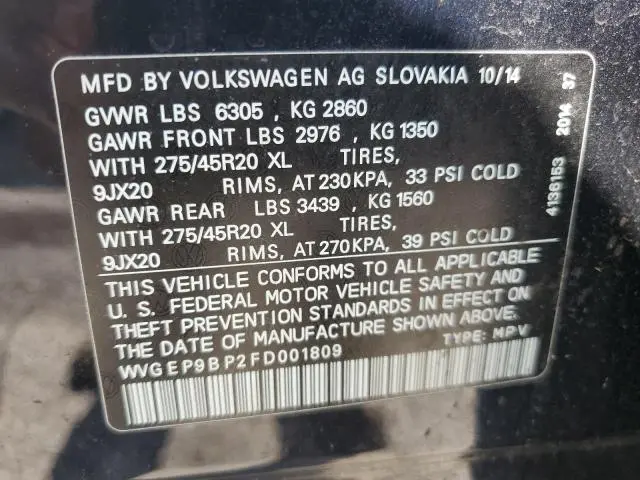 MFD BY VOLKSWAGEN AG SLOVAKIA 10/14
GVWR LBS 6305 , KG 2860
GAWR FRONT LBS 2976 , KG 1350
WITH 275/45R20 XL TIRES,
9JX20 RIMS, AT 230KPA, 33 PSI COLD
GAWR REAR LBS 3439 , KG 1560
WITH 275/45R20 XL TIRES,
9JX20 RIMS, AT 270KPA, 39 PSI COLD
THIS VEHICLE CONFORMS TO ALL APPLICABLE
U. S. FEDERAL MOTOR VEHICLE SAFETY AND
THEFT PREVENTION STANDARDS IN EFFECT ON
THE DATE OF MANUFACTURE SHOWN ABOVE.
WVGEP9BP2FD001809 TYPE: MPV
4136153 2014 37